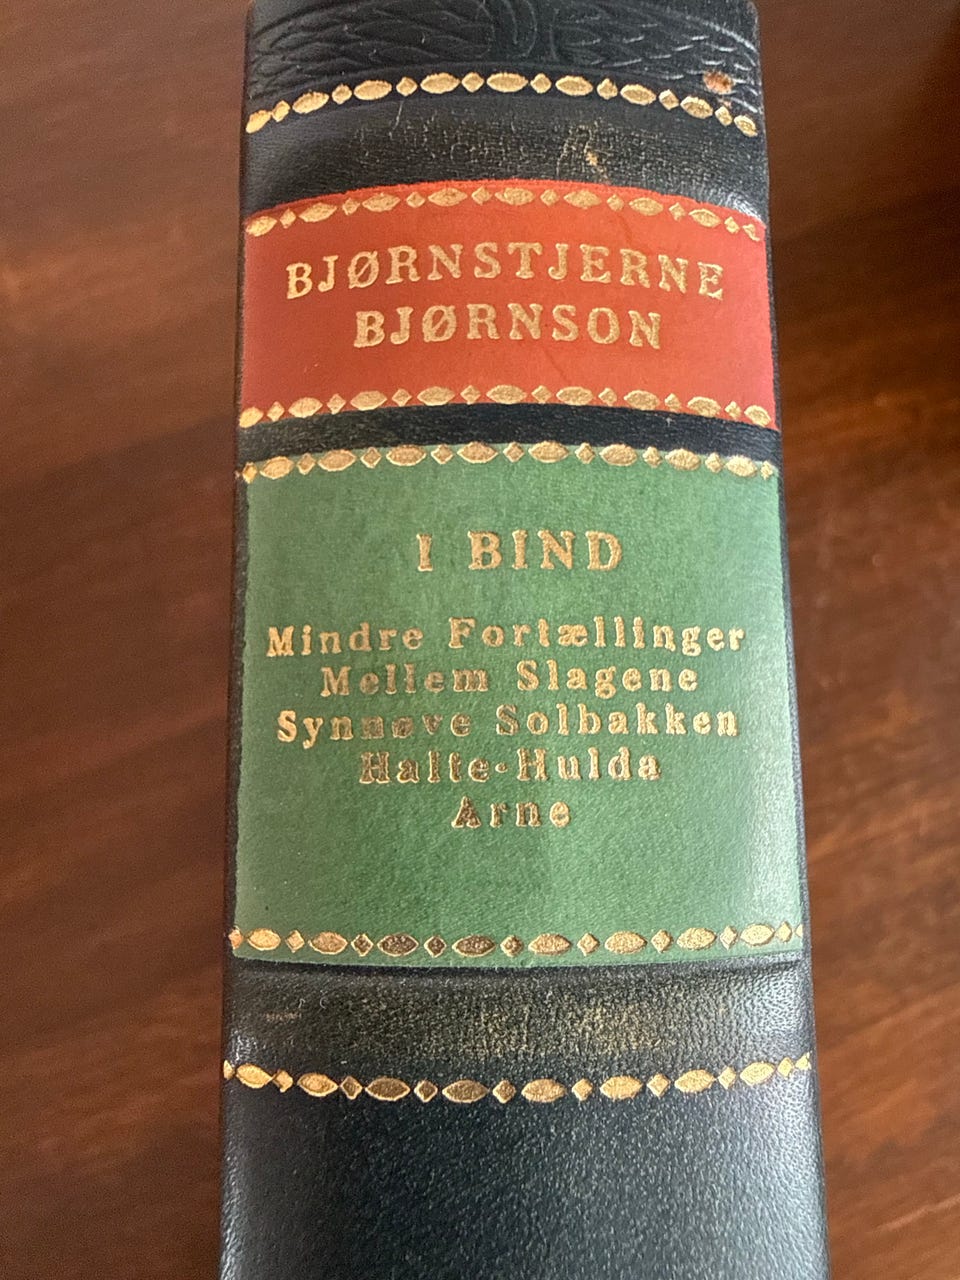 BJØRNSTJERNE
BJØRNSON
I BIND
Mindre Fortællinger
Mellem Slagene
Synnøve Solbakken
Halte-Hulda
Arne